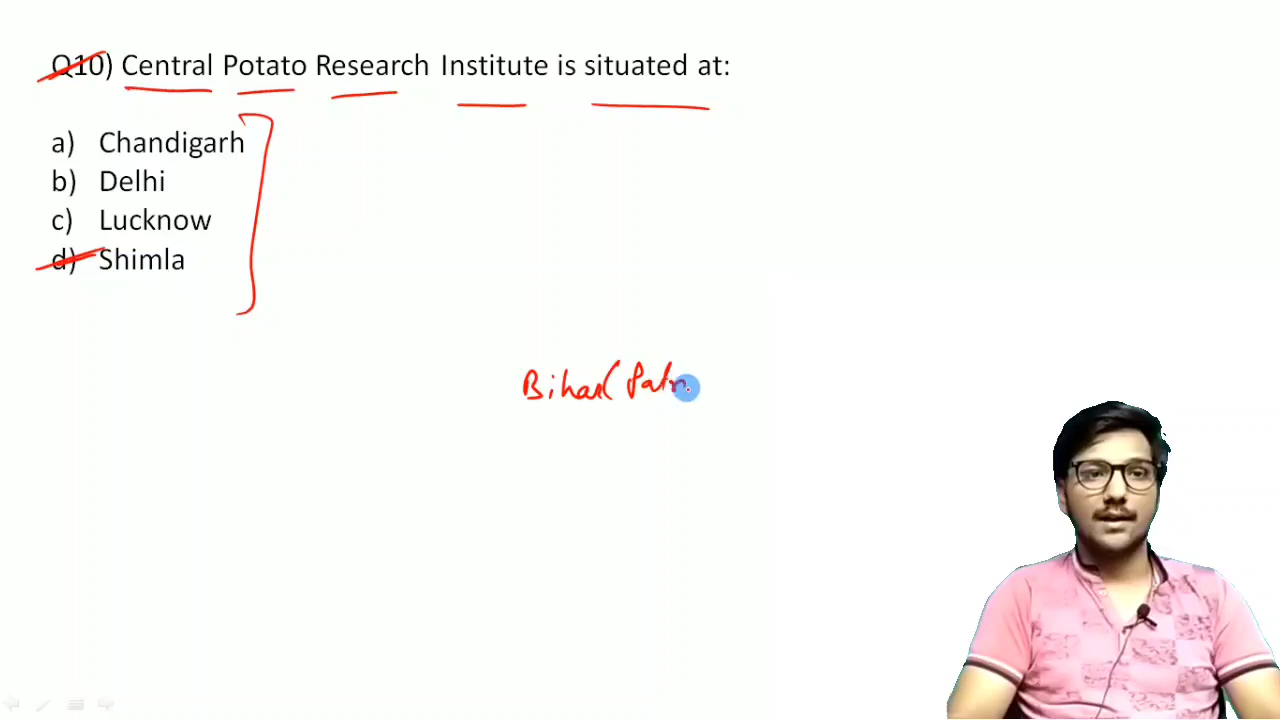 Q10) Central Potato Research Institute is situated at:
a) Chandigarh
b) Delhi
c) Lucknow
d) Shimla
Bihar( Patn